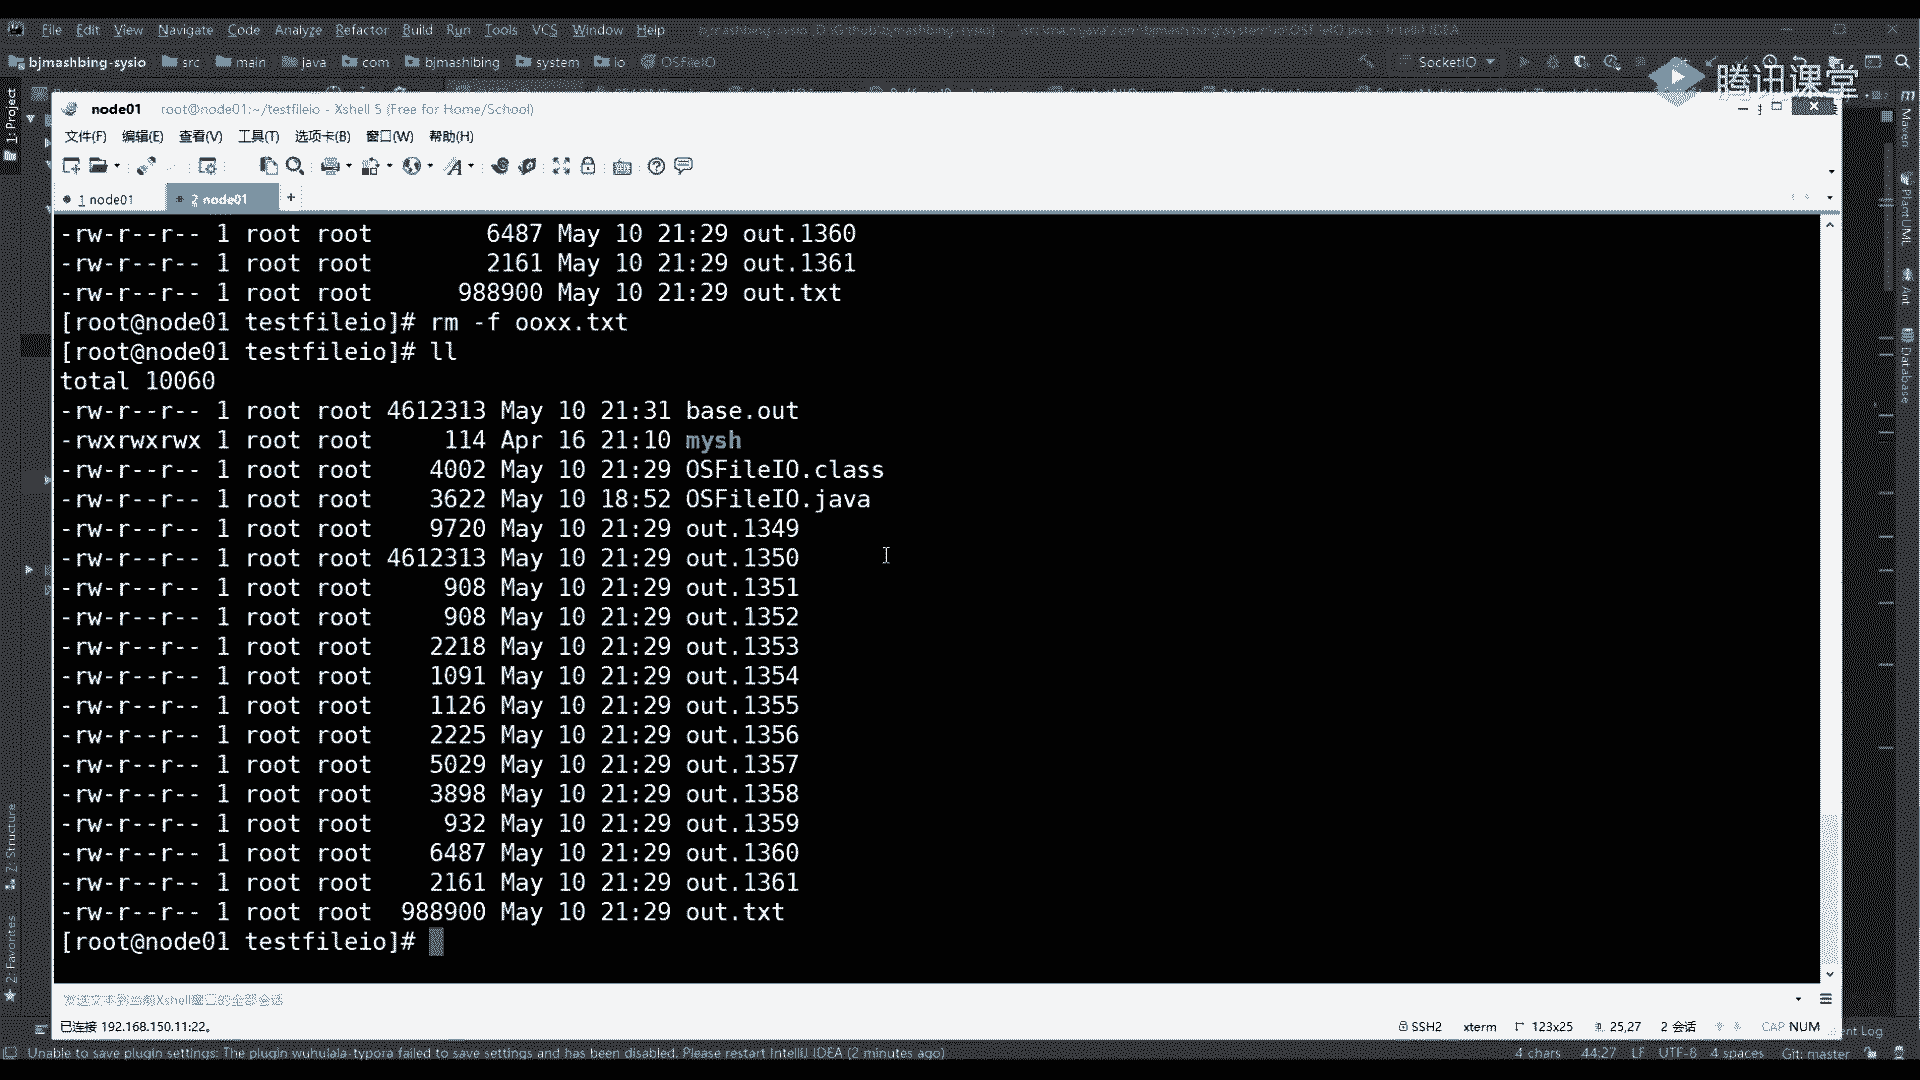 File Edit View Navigate Code Analyze Refactor Build Run Tools VCS Window Help
bjmashbing-sysio src main java com bjmashibing system io OSFileIO SocketIO
腾讯课堂
1: Project
node01 root@node01:~/testfileio - Xshell 5 (Free for Home/School)
文件(F) 编辑(E) 查看(V) 工具(T) 选项卡(B) 窗口(W) 帮助(H)
1 node01 2 node01 +
-rw-r--r-- 1 root root 6487 May 10 21:29 out.1360
-rw-r--r-- 1 root root 2161 May 10 21:29 out.1361
-rw-r--r-- 1 root root 988900 May 10 21:29 out.txt
[root@node01 testfileio]# rm -f ooxx.txt
[root@node01 testfileio]# ll
total 10060
-rw-r--r-- 1 root root 4612313 May 10 21:31 base.out
-rwxrwxrwx 1 root root 114 Apr 16 21:10 mysh
-rw-r--r-- 1 root root 4002 May 10 21:29 OSFileIO.class
-rw-r--r-- 1 root root 3622 May 10 18:52 OSFileIO.java
-rw-r--r-- 1 root root 9720 May 10 21:29 out.1349
-rw-r--r-- 1 root root 4612313 May 10 21:29 out.1350
-rw-r--r-- 1 root root 908 May 10 21:29 out.1351
-rw-r--r-- 1 root root 908 May 10 21:29 out.1352
-rw-r--r-- 1 root root 2218 May 10 21:29 out.1353
-rw-r--r-- 1 root root 1091 May 10 21:29 out.1354
-rw-r--r-- 1 root root 1126 May 10 21:29 out.1355
-rw-r--r-- 1 root root 2225 May 10 21:29 out.1356
-rw-r--r-- 1 root root 5029 May 10 21:29 out.1357
-rw-r--r-- 1 root root 3898 May 10 21:29 out.1358
-rw-r--r-- 1 root root 932 May 10 21:29 out.1359
-rw-r--r-- 1 root root 6487 May 10 21:29 out.1360
-rw-r--r-- 1 root root 2161 May 10 21:29 out.1361
-rw-r--r-- 1 root root 988900 May 10 21:29 out.txt
[root@node01 testfileio]#
发送文本到当前Xshell窗口的全部会话
已连接 192.168.150.11:22。 SSH2 xterm 123x25 25,27 2 会话 CAP NUM
Maven
PlantUML
Ant
Database
7: Structure
2: Favorites
Event Log
Unable to save plugin settings: The plugin wuhulala-typora failed to save settings and has been disabled. Please restart IntelliJ IDEA (2 minutes ago) 4 chars 44:27 LF UTF-8 4 spaces Git: master